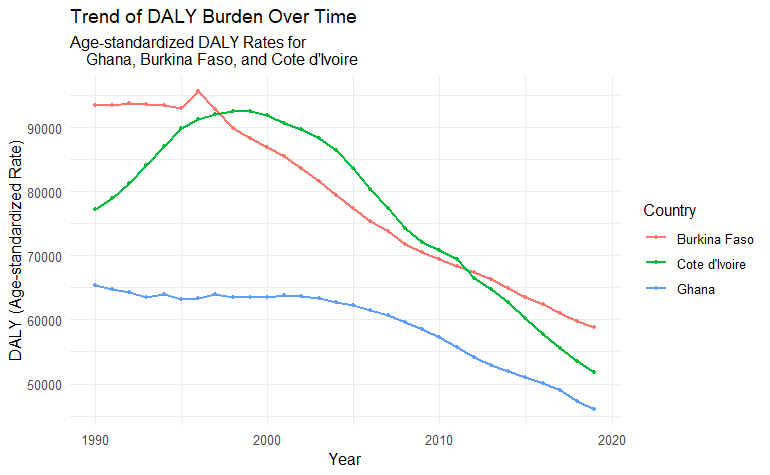 Trend of DALY Burden Over Time
Age-standardized DALY Rates for
Ghana, Burkina Faso, and Cote d'Ivoire
DALY (Age-standardized Rate)
90000
80000
70000
60000
50000
1990
2000
2010
2020
Year
Country
Burkina Faso
Cote d'Ivoire
Ghana